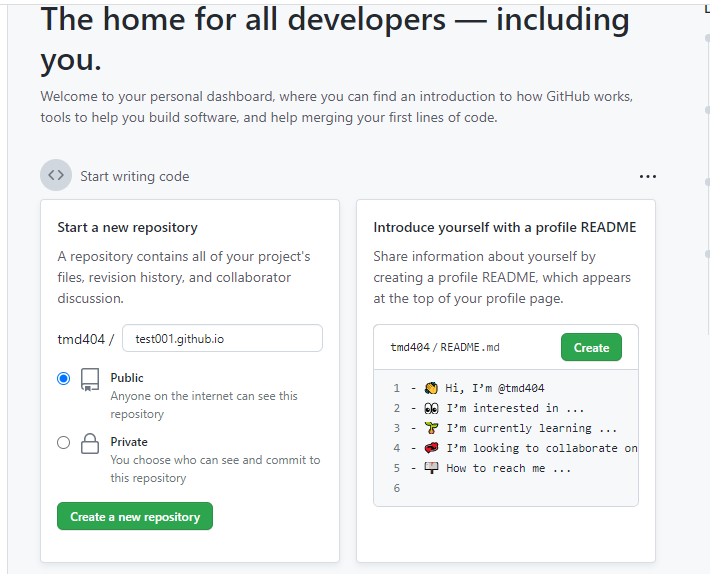 The home for all developers — including
you.
Welcome to your personal dashboard, where you can find an introduction to how GitHub works,
tools to help you build software, and help merging your first lines of code.
<> Start writing code
Start a new repository
A repository contains all of your project's
files, revision history, and collaborator
discussion.
tmd404 / test001.github.io
Public
Anyone on the internet can see this
repository
Private
You choose who can see and commit to
this repository
Create a new repository
Introduce yourself with a profile README
Share information about yourself by
creating a profile README, which appears
at the top of your profile page.
tmd404 / README.md
Create
1 - 👋 Hi, I’m @tmd404
2 - 👀 I’m interested in ...
3 - 🌱 I’m currently learning ...
4 - 💞️ I’m looking to collaborate on
5 - 📫 How to reach me ...
6